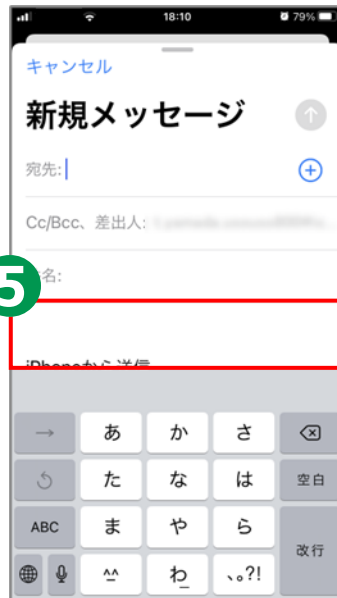 18:10
79%
キャンセル
新規メッセージ
宛先:
Cc/Bcc、差出人:
名:
5
iPhoneから送信
→ あ か さ
た な は 空白
ABC ま や ら
改行
^^ わ_ 、。?!